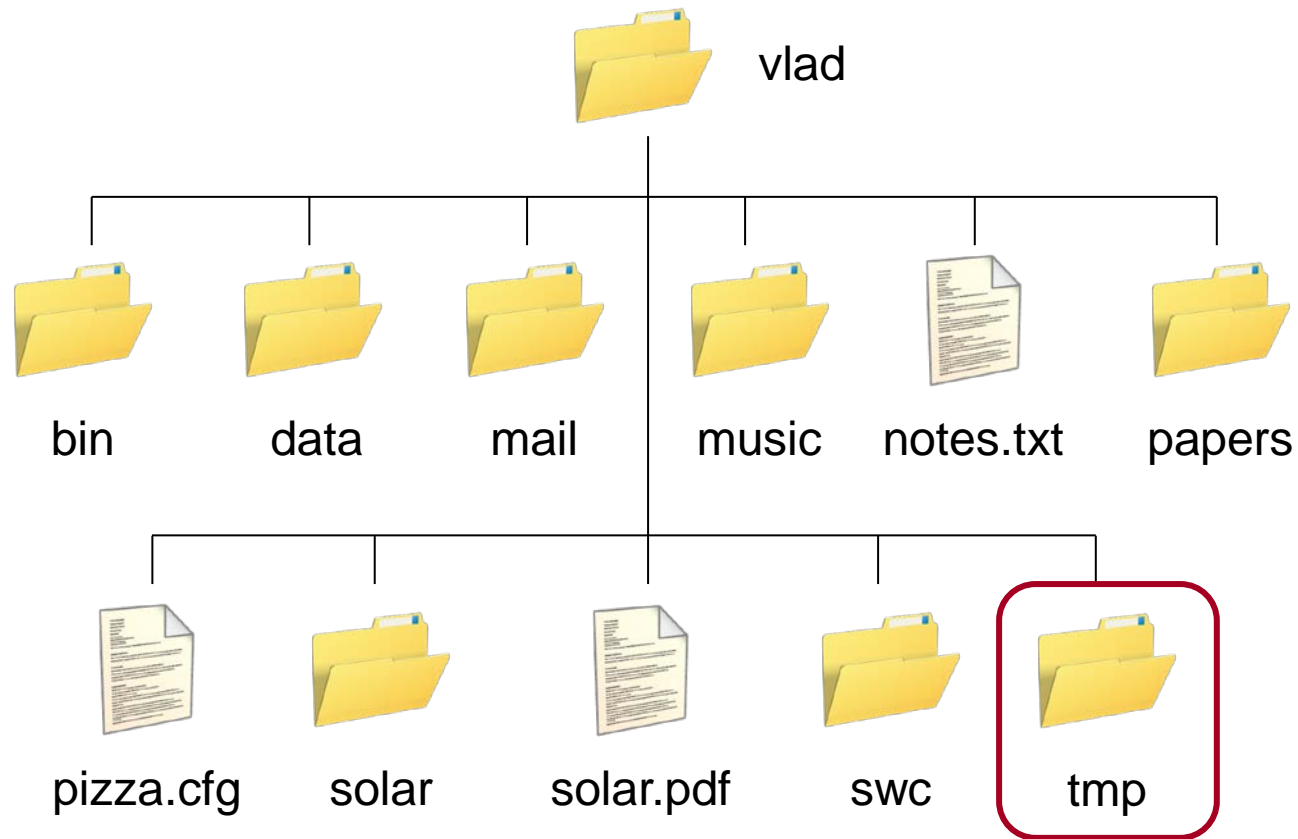 vlad
bin data mail music notes.txt papers
pizza.cfg solar solar.pdf swc tmp